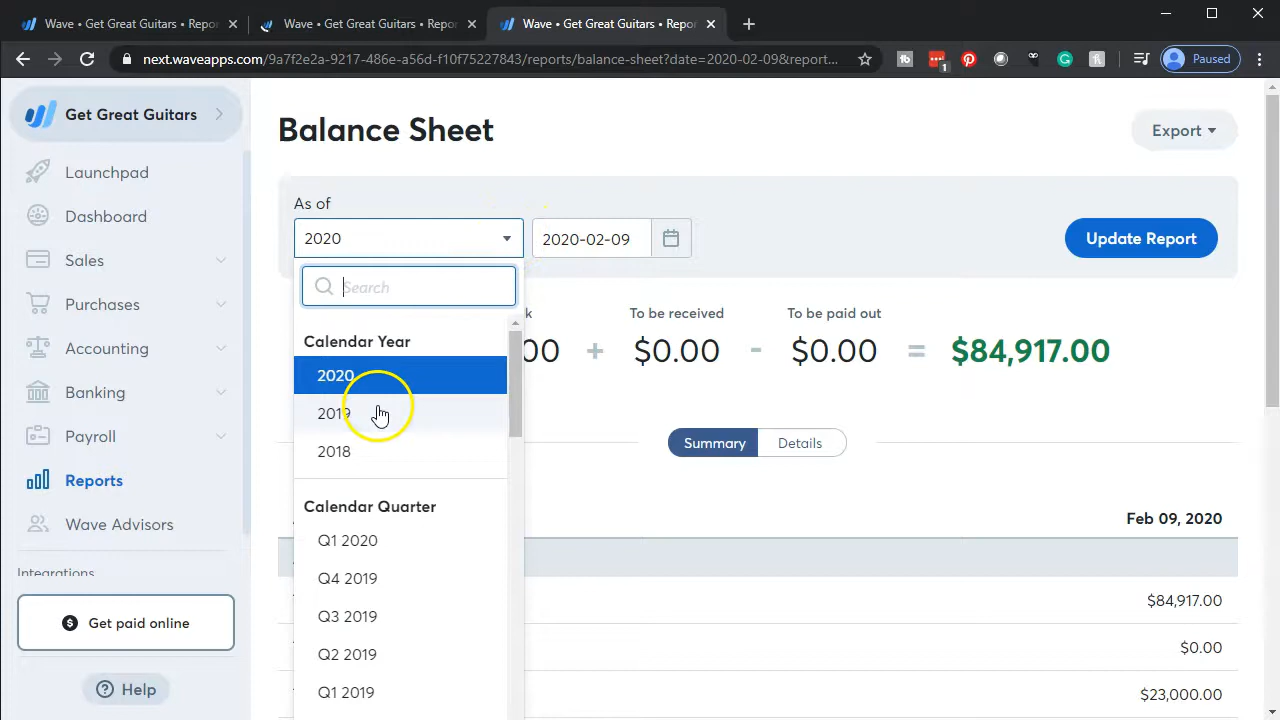 Wave • Get Great Guitars • Repor
Wave • Get Great Guitars • Repor
Wave • Get Great Guitars • Repor
next.waveapps.com/9a7f2e2a-9217-486e-a56d-f10f75227843/reports/balance-sheet?date=2020-02-09&report...
1
Paused
Get Great Guitars
Launchpad
Dashboard
Sales
Purchases
Accounting
Banking
Payroll
Reports
Wave Advisors
Integrations
Get paid online
Help
Balance Sheet
Export
As of
2020
2020-02-09
Update Report
Search
Calendar Year
2020
2019
2018
Calendar Quarter
Q1 2020
Q4 2019
Q3 2019
Q2 2019
Q1 2019
k
To be received
To be paid out
00 + $0.00 - $0.00 = $84,917.00
Summary
Details
Feb 09, 2020
$84,917.00
$0.00
$23,000.00